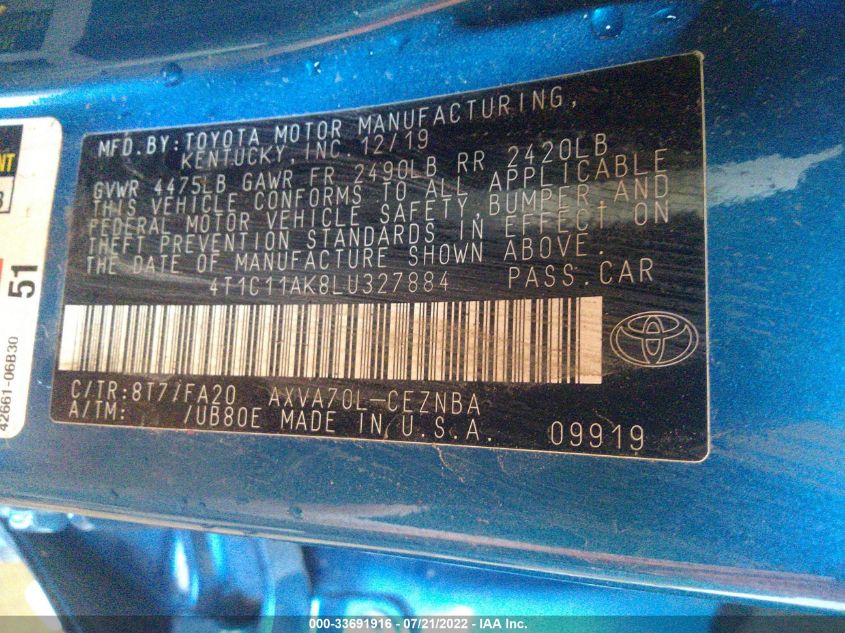 MFD. BY: TOYOTA MOTOR MANUFACTURING,
KENTUCKY, INC. 12/19
GVWR 4475LB GAWR FR 2490LB RR 2420LB
THIS VEHICLE CONFORMS TO ALL APPLICABLE
FEDERAL MOTOR VEHICLE SAFETY, BUMPER, AND
THEFT PREVENTION STANDARDS IN EFFECT ON
THE DATE OF MANUFACTURE SHOWN ABOVE.
4T1C11AK8LU327884 PASS. CAR
C/TR: 8T7/FA20 AXVA70L-CEZNBA
A/TM: /UB80E MADE IN U.S.A. 09919
51
42661-06B30
000-33691916 - 07/21/2022 - IAA Inc.